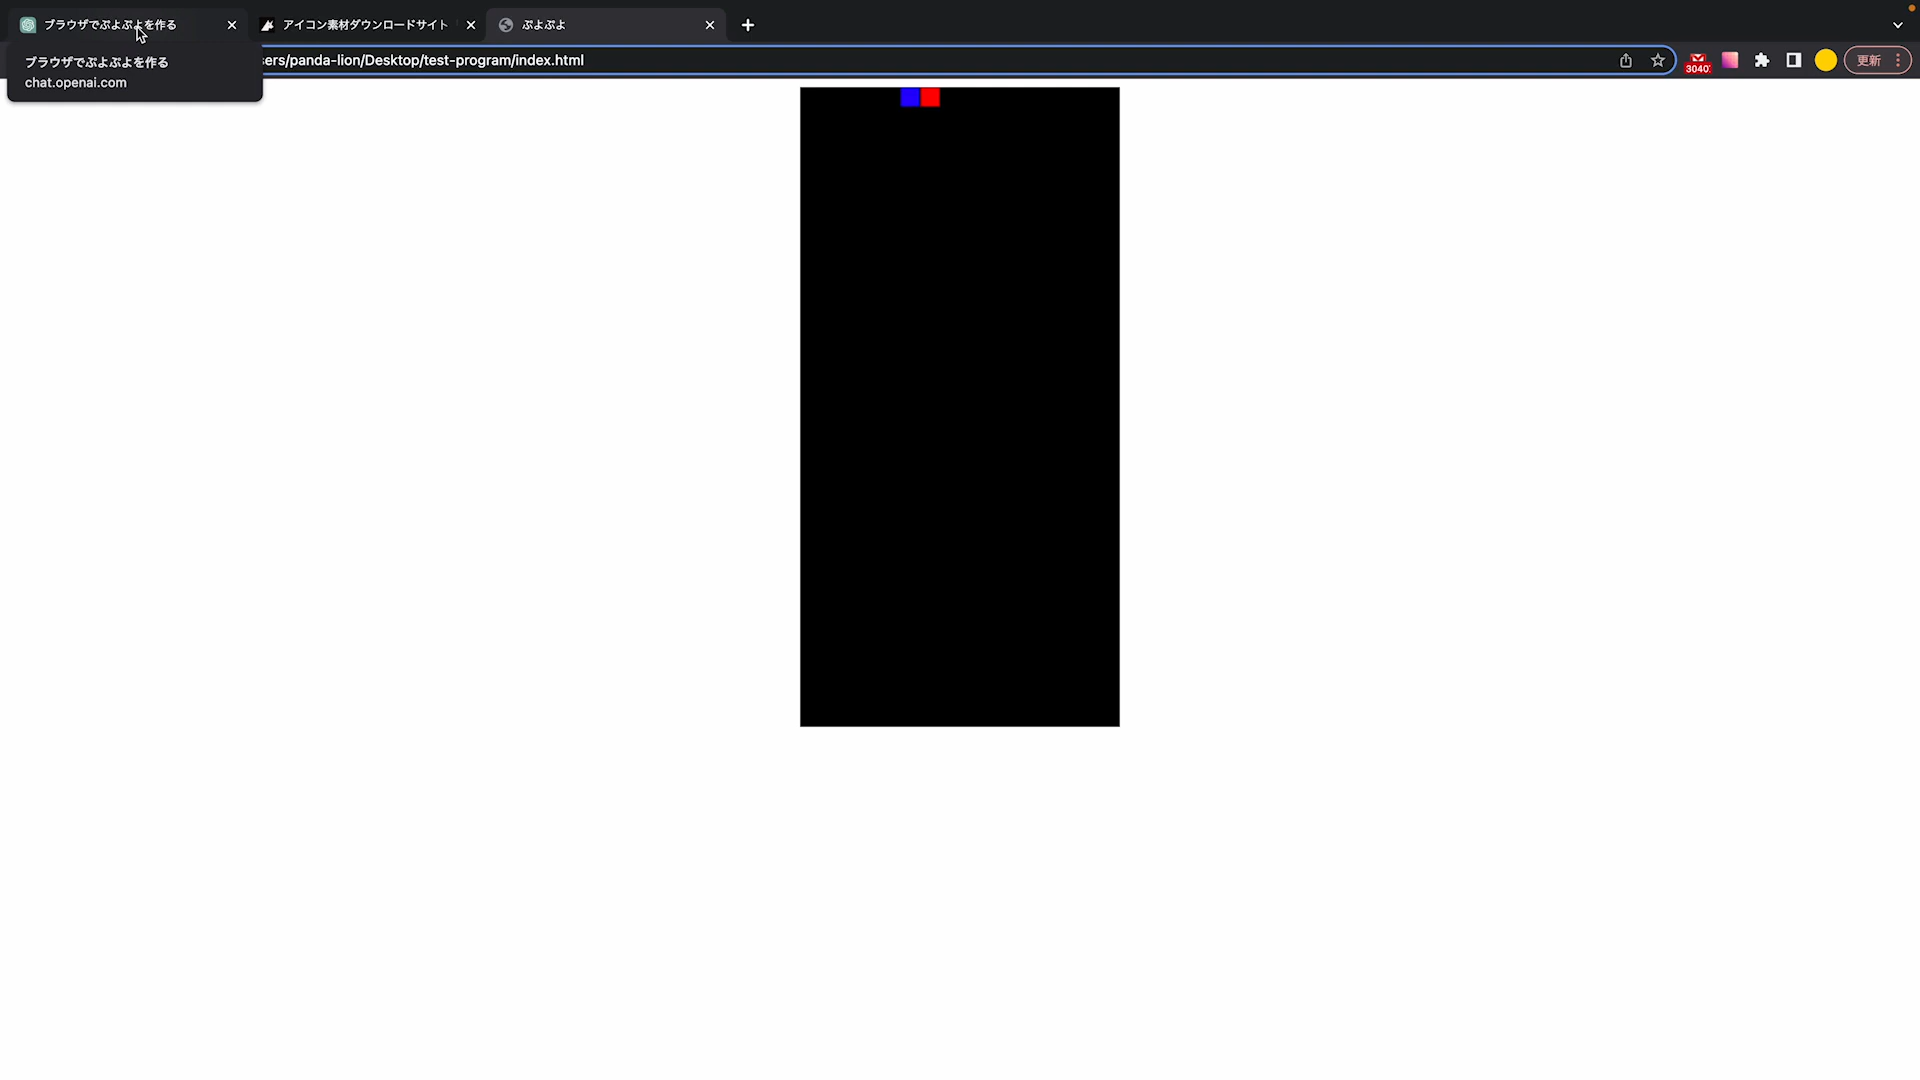 ブラウザでぷよぷよを作る
アイコン素材ダウンロードサイト
ぷよぷよ
ブラウザでぷよぷよを作る
chat.openai.com
sers/panda-lion/Desktop/test-program/index.html
3040
更新